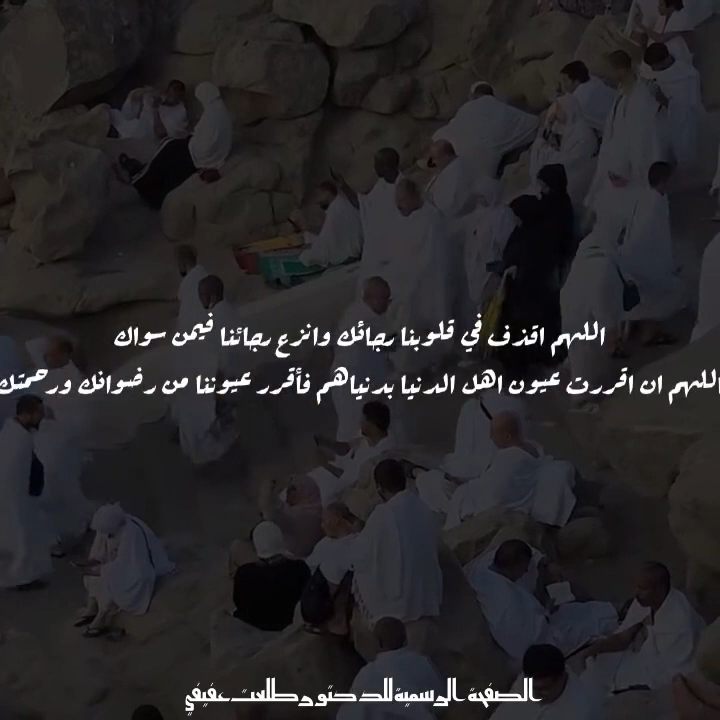 اللهم اقذف في قلوبنا رجائك وانزع رجائنا فيمن سواك
اللهم ان اقررت عيون اهل الدنيا بدنياهم فأقرر عيوننا من رضوانك ورحمتك
الصفحة الرسمية للدكتور طلعت عفيفي